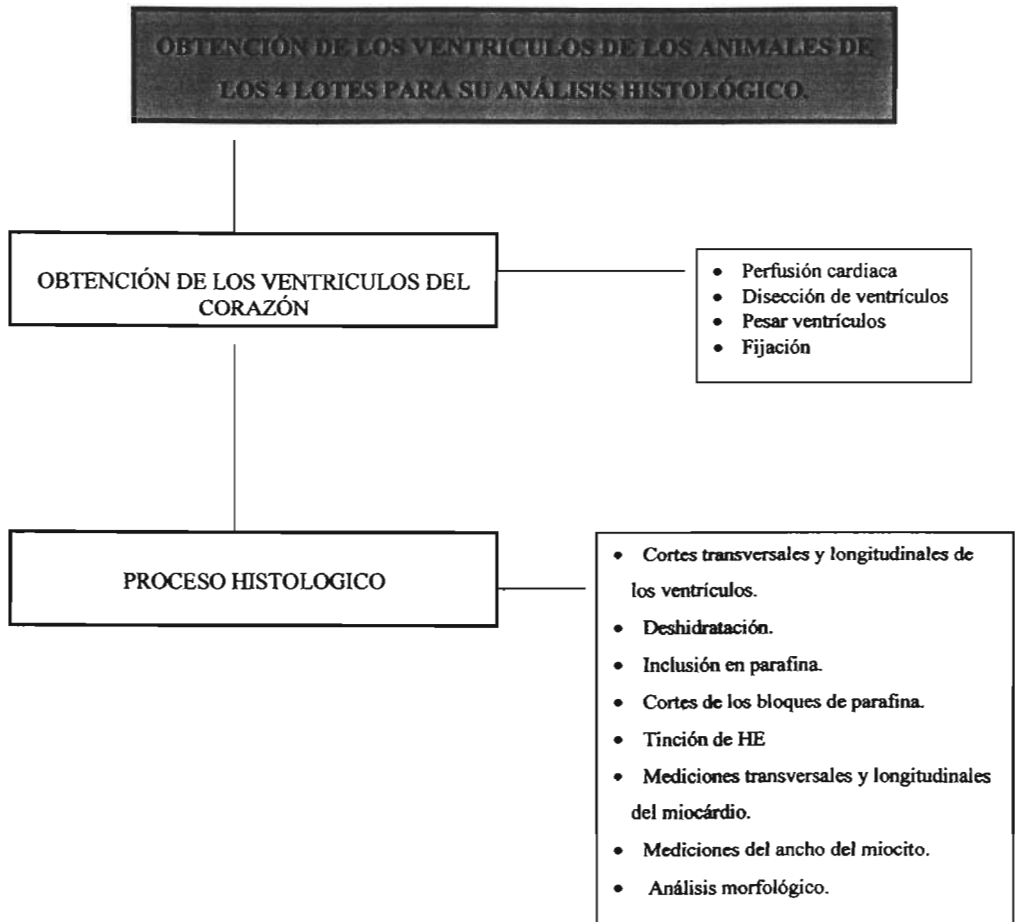 OBTENCIÓN DE LOS VENTRICULOS DE LOS ANIMALES DE
LOS 4 LOTES PARA SU ANÁLISIS HISTOLÓGICO.
OBTENCIÓN DE LOS VENTRICULOS DEL
CORAZÓN
• Perfusión cardiaca
• Disección de ventrículos
• Pesar ventrículos
• Fijación
PROCESO HISTOLOGICO
• Cortes transversales y longitudinales de
los ventrículos.
• Deshidratación.
• Inclusión en parafina.
• Cortes de los bloques de parafina.
• Tinción de HE
• Mediciones transversales y longitudinales
del miocárdio.
• Mediciones del ancho del miocito.
• Análisis morfológico.